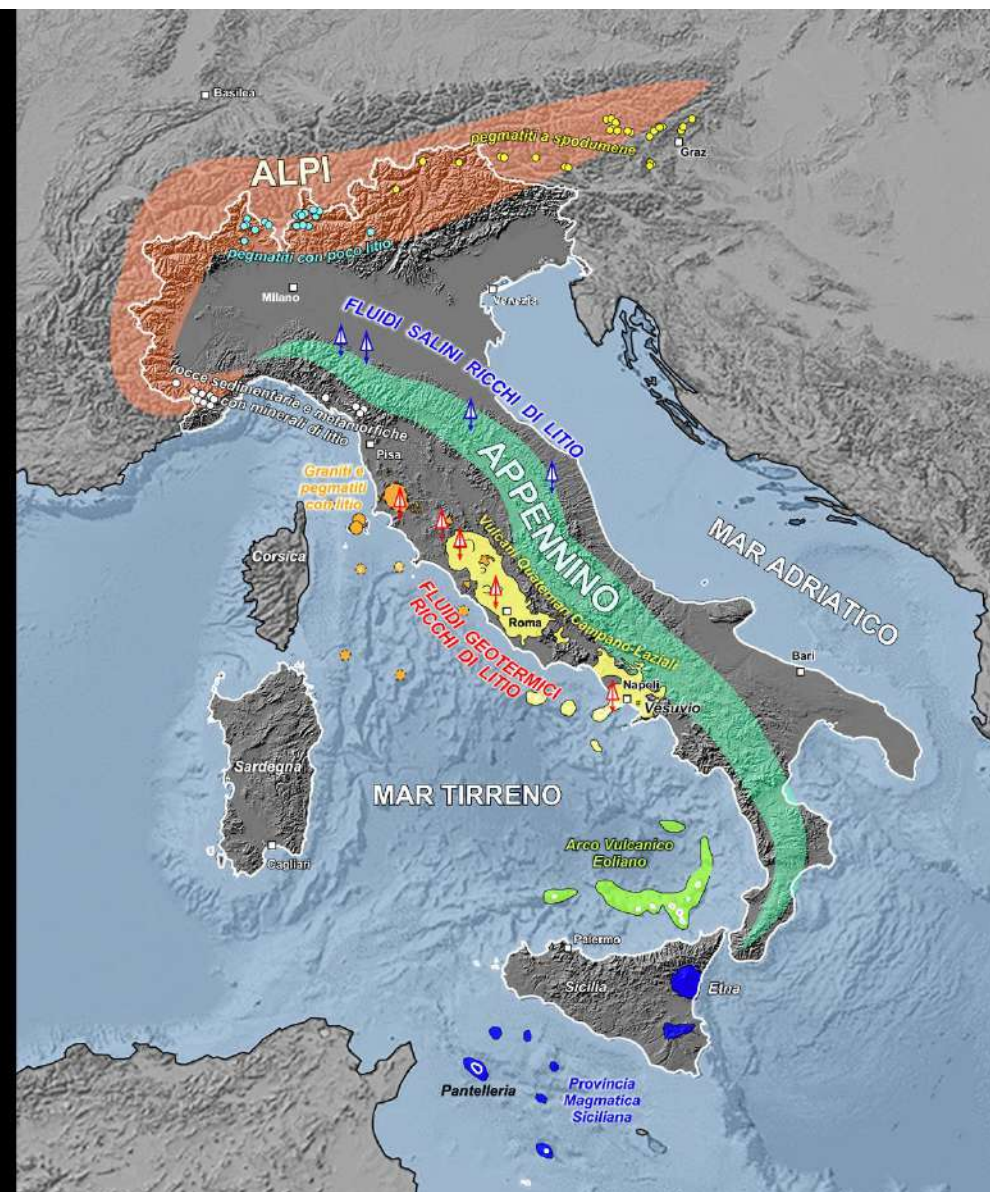 Basilea
pegmatiti a spodumene
Graz
ALPI
pegmatiti con poco litio
Milano
Venezia
FLUIDI SALINI RICCHI DI LITIO
rocce sedimentarie e metamorfiche
con minerali di litio
Pisa
Graniti e
pegmatiti
con litio
APPENNINO
Corsica
Vulcani Quaternari Campano-Laziali
MAR ADRIATICO
Roma
FLUIDI GEOTERMICI
RICCHI DI LITIO
Bari
Napoli
Vesuvio
Sardegna
MAR TIRRENO
Cagliari
Arco Vulcanico
Eoliano
Palermo
Sicilia
Etna
Pantelleria
Provincia
Magmatica
Siciliana